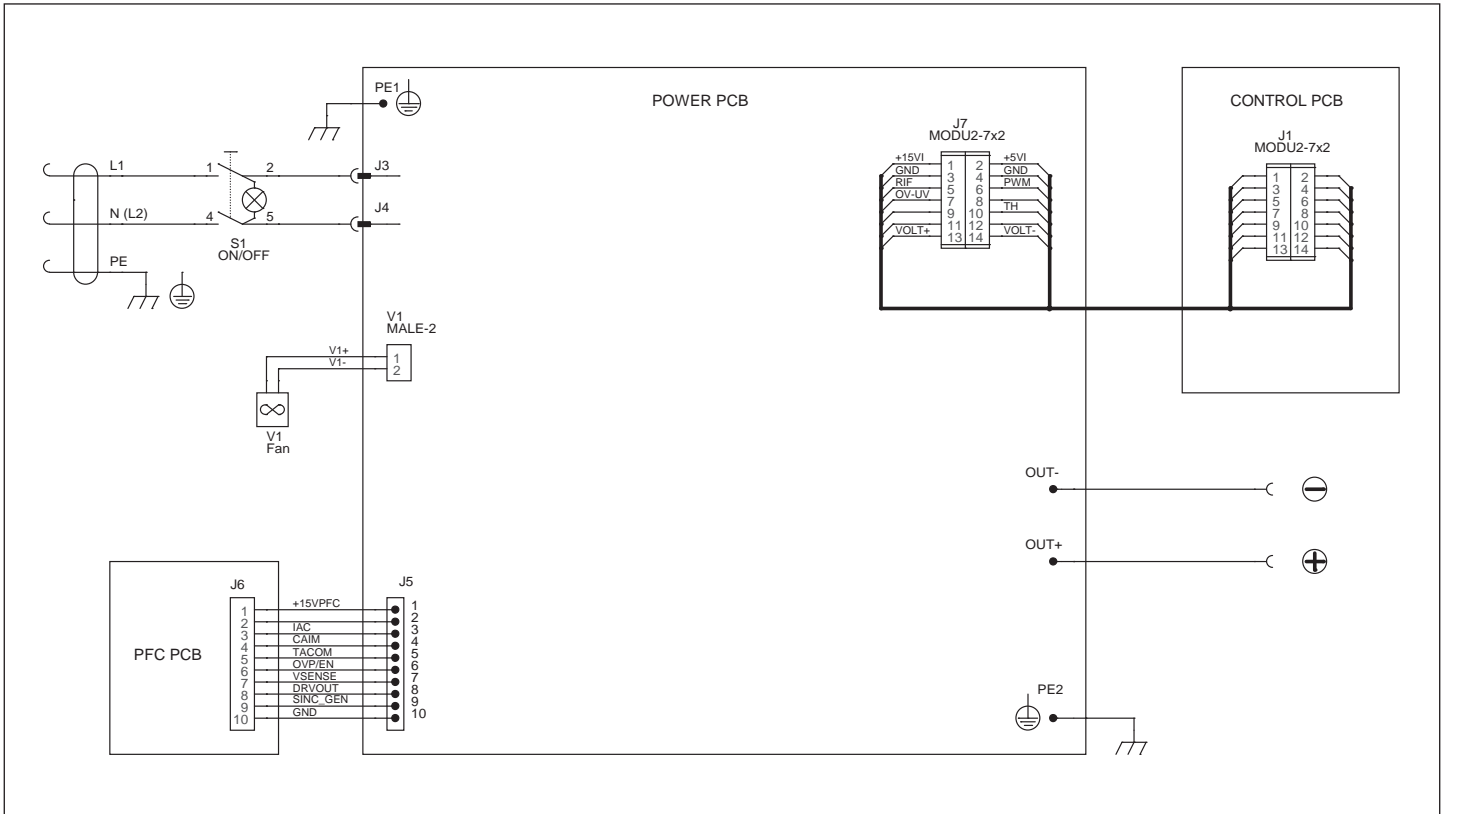 PE1
POWER PCB
CONTROL PCB
J7
MODU2-7x2
J1
MODU2-7x2
+15VI
1
2
+5VI
GND
3
4
GND
RIF
5
6
PWM
OV-UV
7
8
9
10
TH
11
12
VOLT+
13
14
VOLT-
1
2
3
4
5
6
7
8
9
10
11
12
13
14
L1
1
2
J3
N (L2)
4
5
J4
S1
ON/OFF
PE
V1
MALE-2
V1+
1
V1-
2
V1
Fan
OUT-
OUT+
J6
J5
1
+15VPFC
1
2
2
3
IAC
3
4
CAIM
4
PFC PCB
5
TACOM
5
6
OVP/EN
6
7
VSENSE
7
8
DRVOUT
8
9
SINC_GEN
9
10
GND
10
PE2